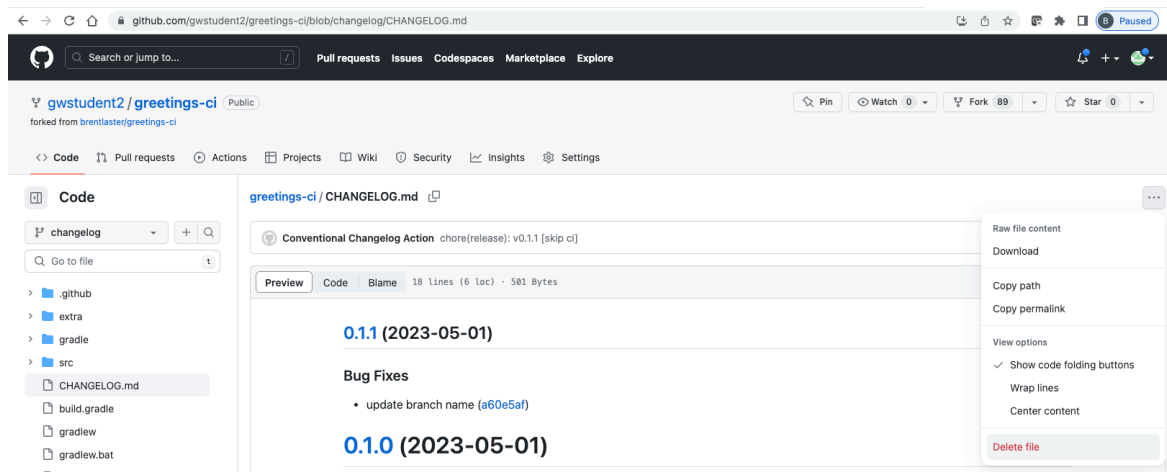 github.com/gwstudent2/greetings-ci/blob/changelog/CHANGELOG.md
B Paused
Search or jump to... /
Pull requests Issues Codespaces Marketplace Explore
gwstudent2 / greetings-ci Public
Pin Watch 0 Fork 89 Star 0
forked from brentlaster/greetings-ci
Code Pull requests Actions Projects Wiki Security Insights Settings
Code
greetings-ci / CHANGELOG.md
changelog
Conventional Changelog Action chore(release): v0.1.1 [skip ci]
Go to file t
Preview Code Blame 18 lines (6 loc) · 501 Bytes
.github
extra
gradle
src
CHANGELOG.md
build.gradle
gradlew
gradlew.bat
0.1.1 (2023-05-01)
Bug Fixes
• update branch name (a60e5af)
0.1.0 (2023-05-01)
Raw file content
Download
Copy path
Copy permalink
View options
Show code folding buttons
Wrap lines
Center content
Delete file